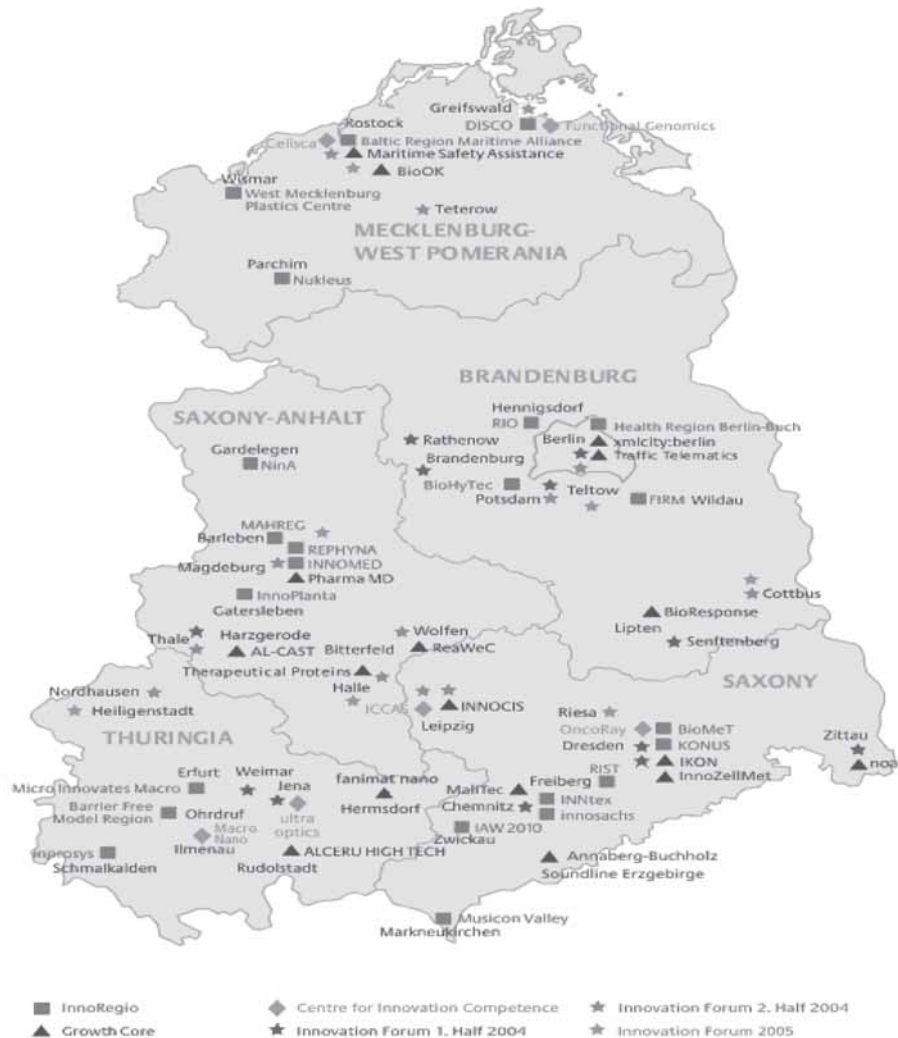 Greifswald
DISCO
Functional Genomics
Rostock
Celisca
Baltic Region Maritime Alliance
Maritime Safety Assistance
BioOK
Wismar
West Mecklenburg
Plastics Centre
Teterow
MECKLENBURG-
WEST POMERANIA
Parchim
Nukleus
BRANDENBURG
SAXONY-ANHALT
Hennigsdorf
RIO
Health Region Berlin-Buch
Gardelegen
NinA
Rathenow
Berlin
xmlcity:berlin
Traffic Telematics
Brandenburg
BioHyTec
Potsdam
Teltow
FIRM Wildau
MAHREG
Barleben
REPHYNA
Magdeburg
INNOMED
Pharma MD
InnoPlanta
Gatersleben
Cottbus
BioResponse
Lipten
Senftenberg
Thale
Harzgerode
AL-CAST
Bitterfeld
Wolfen
ReaWeC
Therapeutical Proteins
Halle
ICCAS
INNOCIS
Leipzig
SAXONY
Nordhausen
Heiligenstadt
THURINGIA
Riesa
OncoRay
BioMeT
Dresden
KONUS
IKON
InnoZellMet
Zittau
noa
Erfurt
Weimar
Jena
fanimat nano
Hermsdorf
MaliTec
Freiberg
RIST
Micro Innovates Macro
Barrier Free
Model Region
Ohrdruf
Macro
Nano
Ilmenau
ultra
optics
Chemnitz
INNtex
innosachs
IAW 2010
Zwickau
inprosys
Schmalkalden
ALCERU HIGH TECH
Rudolstadt
Annaberg-Buchholz
Soundline Erzgebirge
Musicon Valley
Markneukirchen
InnoRegio
Centre for Innovation Competence
Innovation Forum 2. Half 2004
Growth Core
Innovation Forum 1. Half 2004
Innovation Forum 2005